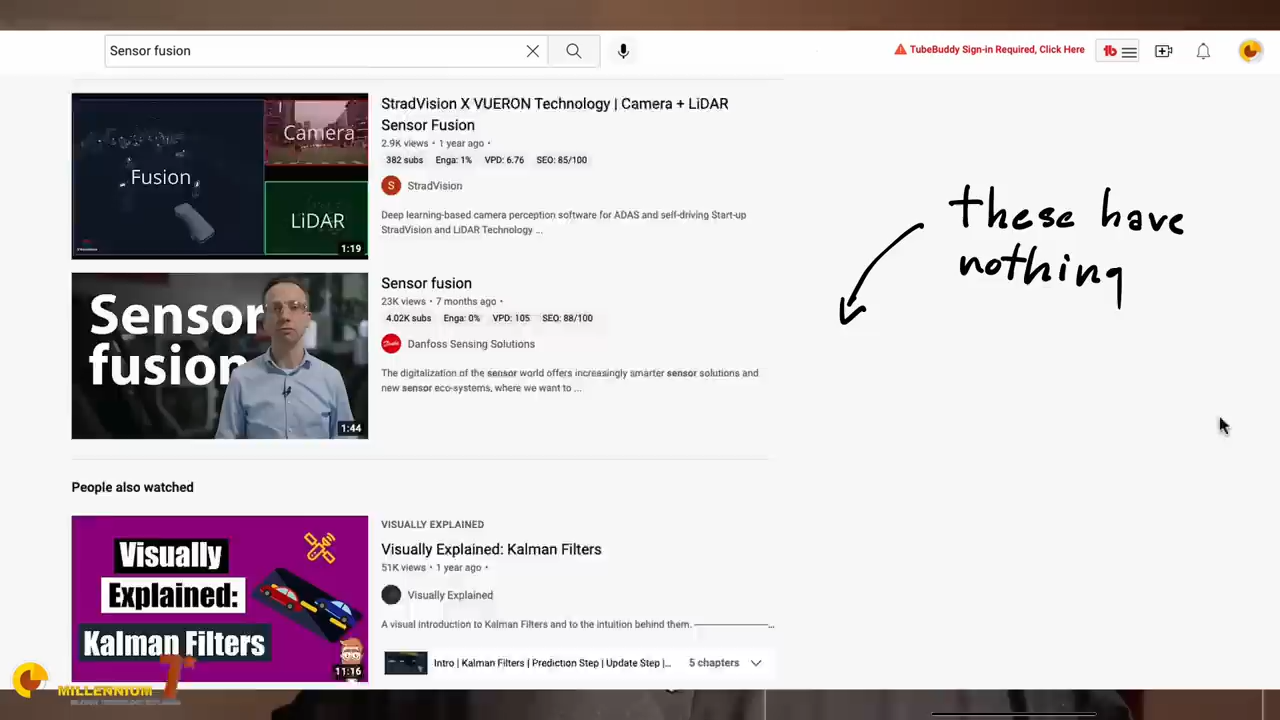 Sensor fusion
TubeBuddy Sign-in Required, Click Here
tb
Fusion
Camera
LiDAR
1:19
StradVision X VUERON Technology | Camera + LiDAR
Sensor Fusion
2.9K views • 1 year ago •
382 subs Enga: 1% VPD: 6.76 SEO: 85/100
S StradVision
Deep learning-based camera perception software for ADAS and self-driving Start-up
StradVision and LiDAR Technology ...
these have
nothing
Sensor
fusion
1:44
Sensor fusion
23K views • 7 months ago •
4.02K subs Enga: 0% VPD: 105 SEO: 88/100
Danfoss Sensing Solutions
The digitalization of the sensor world offers increasingly smarter sensor solutions and
new sensor eco-systems, where we want to ...
People also watched
Visually
Explained:
Kalman Filters
11:16
VISUALLY EXPLAINED
Visually Explained: Kalman Filters
51K views • 1 year ago •
Visually Explained
A visual introduction to Kalman Filters and to the intuition behind them. ——————...
Intro | Kalman Filters | Prediction Step | Update Step |... 5 chapters
MILLENNIUM